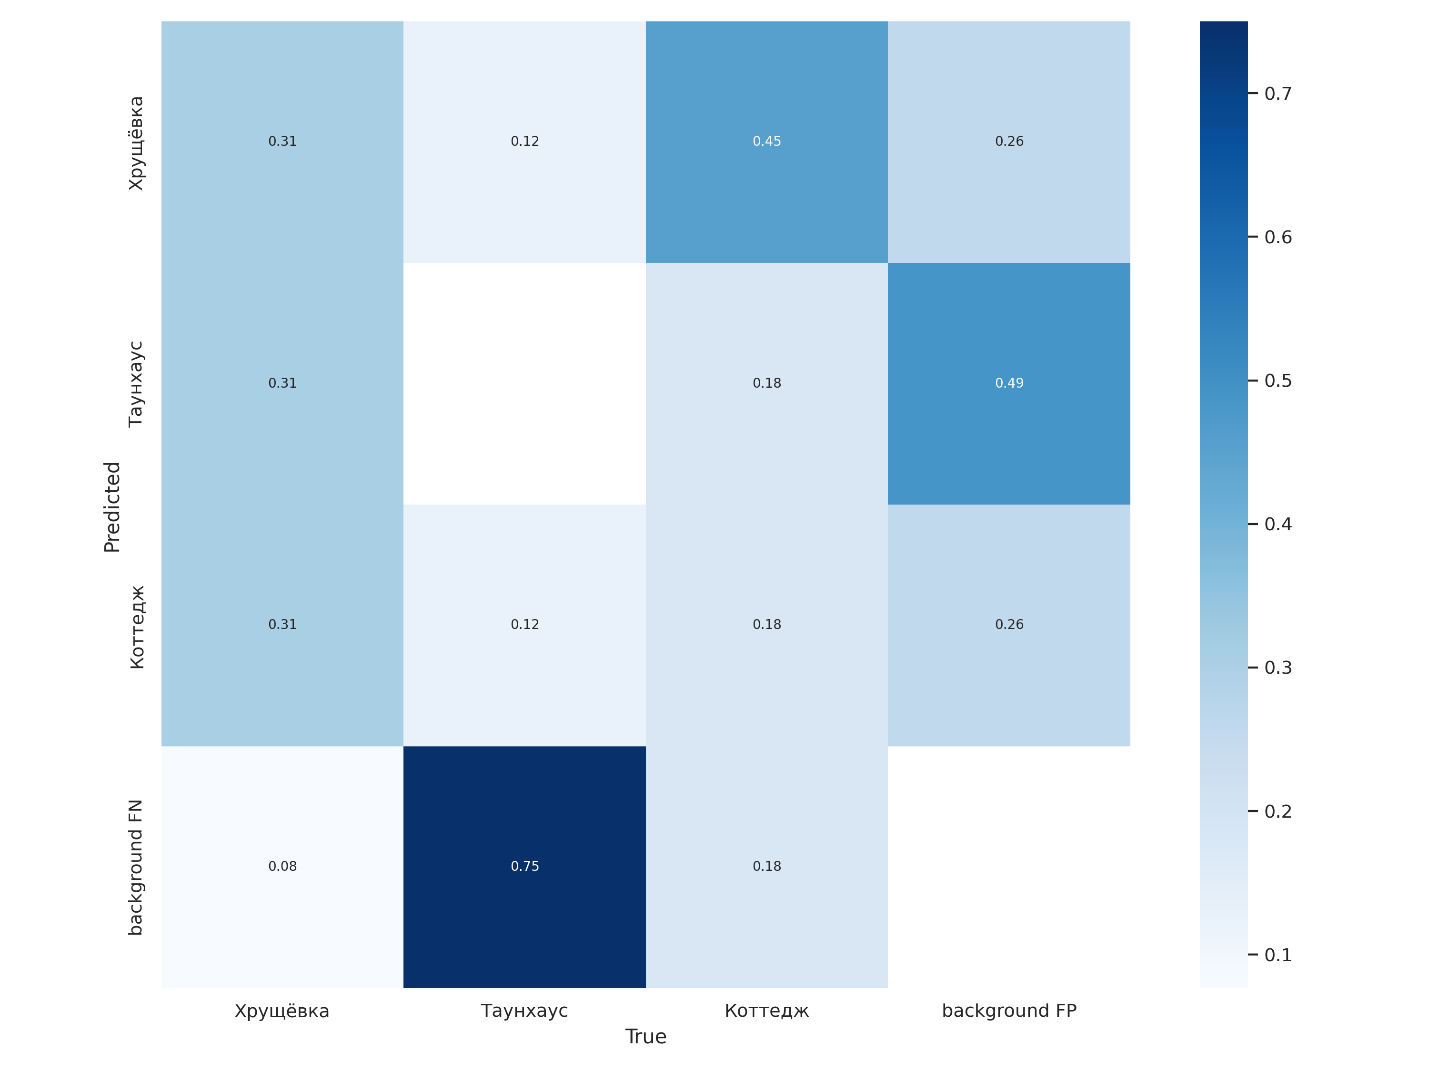 Predicted
Хрущёвка
0.31
0.12
0.45
0.26
Таунхаус
0.31
0.18
0.49
Коттедж
0.31
0.12
0.18
0.26
background FN
0.08
0.75
0.18
Хрущёвка
Таунхаус
Коттедж
background FP
True
0.7
0.6
0.5
0.4
0.3
0.2
0.1